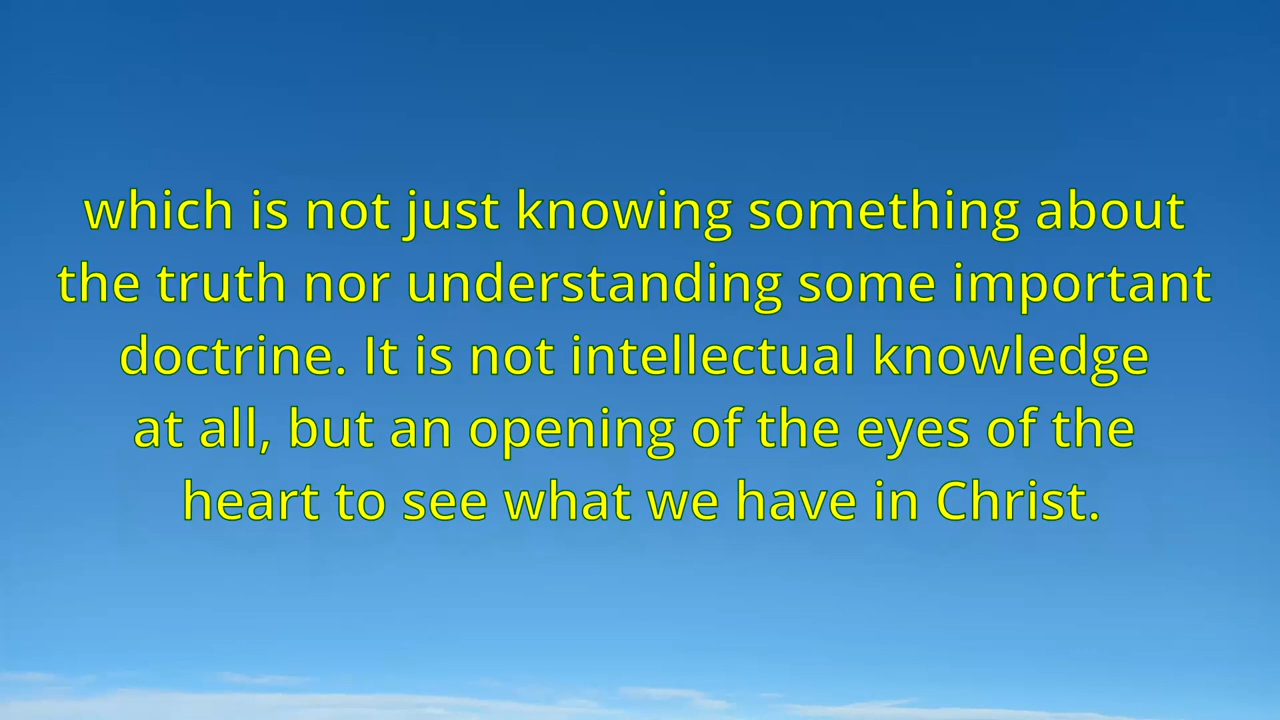 which is not just knowing something about
the truth nor understanding some important
doctrine. It is not intellectual knowledge
at all, but an opening of the eyes of the
heart to see what we have in Christ.